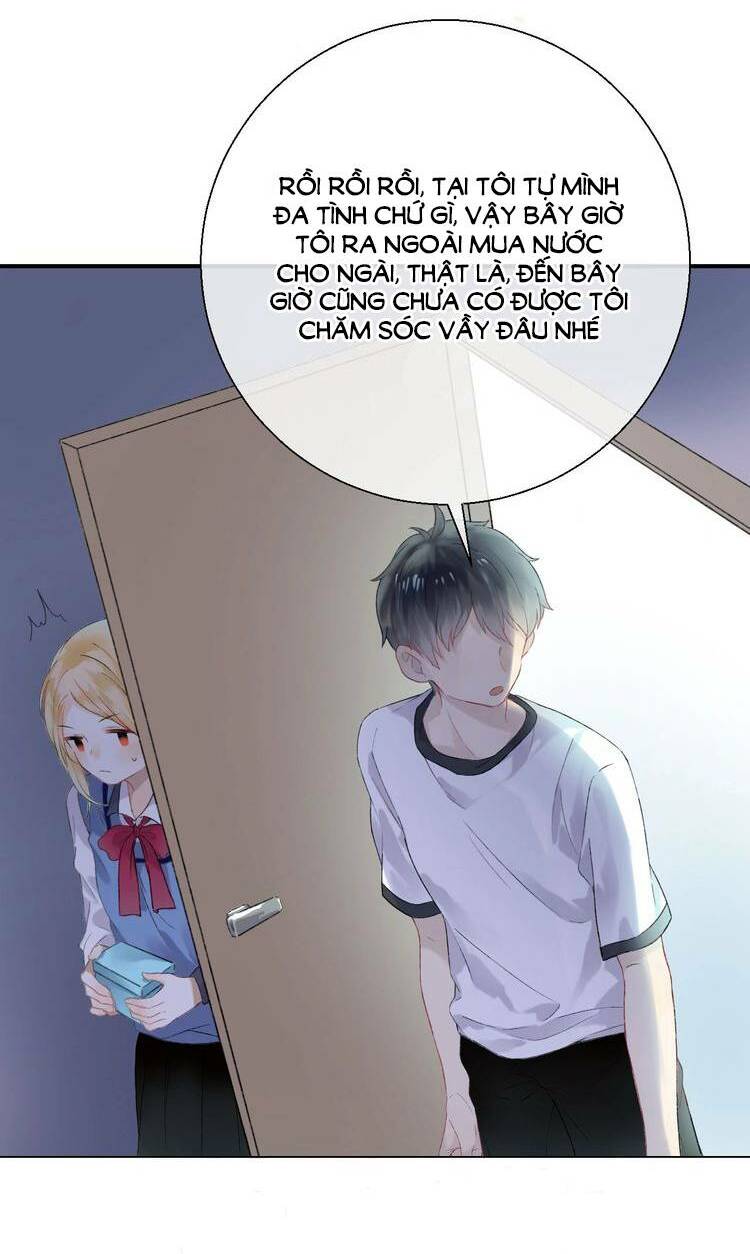 RỒI RỒI RỒI, TẠI TÔI TỰ MÌNH
ĐA TÌNH CHỨ GÌ, VẬY BÂY GIỜ
TÔI RA NGOÀI MUA NƯỚC
CHO NGÀI, THẬT LÀ, ĐẾN BÂY
GIỜ CŨNG CHƯA CÓ ĐƯỢC TÔI
CHĂM SÓC VẦY ĐÂU NHÉ